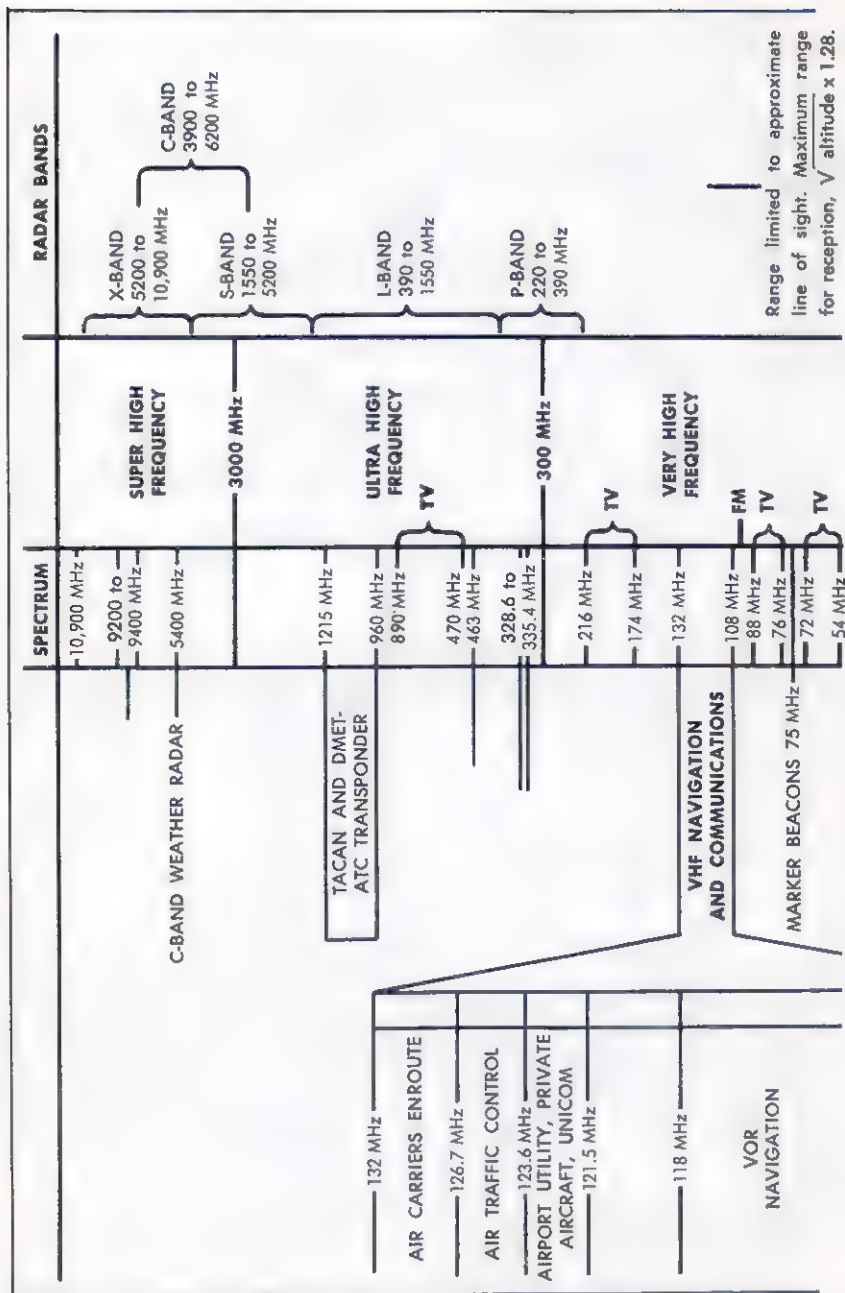 SPECTRUM
RADAR BANDS
10,900 MHz
9200 to
9400 MHz
5400 MHz
C-BAND WEATHER RADAR
SUPER HIGH
FREQUENCY
X-BAND
5200 to
10,900 MHz
C-BAND
3900 to
6200 MHz
S-BAND
1550 to
5200 MHz
3000 MHz
1215 MHz
TACAN AND DMET-
ATC TRANSPONDER
960 MHz
890 MHz
TV
470 MHz
463 MHz
328.6 to
335.4 MHz
ULTRA HIGH
FREQUENCY
L-BAND
390 to
1550 MHz
P-BAND
220 to
390 MHz
300 MHz
216 MHz
TV
174 MHz
132 MHz
VERY HIGH
FREQUENCY
VHF NAVIGATION
AND COMMUNICATIONS
108 MHz
FM
88 MHz
TV
76 MHz
MARKER BEACONS 75 MHz
72 MHz
TV
54 MHz
132 MHz
AIR CARRIERS ENROUTE
126.7 MHz
AIR TRAFFIC CONTROL
123.6 MHz
AIRPORT UTILITY, PRIVATE
AIRCRAFT, UNICOM
121.5 MHz
118 MHz
VOR
NAVIGATION
Range limited to approximate
line of sight. Maximum range
for reception, √ altitude x 1.28.